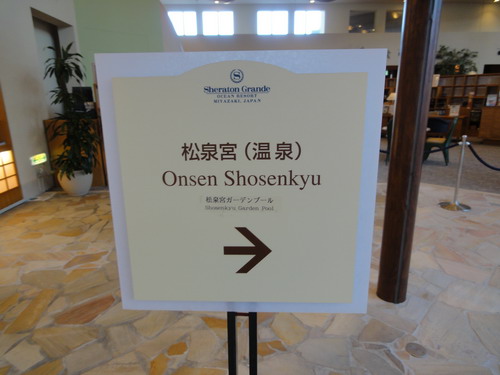 Sheraton Grande
OCEAN RESORT
MIYAZAKI, JAPAN
松泉宮（温泉）
Onsen Shosenkyu
松泉宮ガーデンプール
Shosenkyu Garden Pool